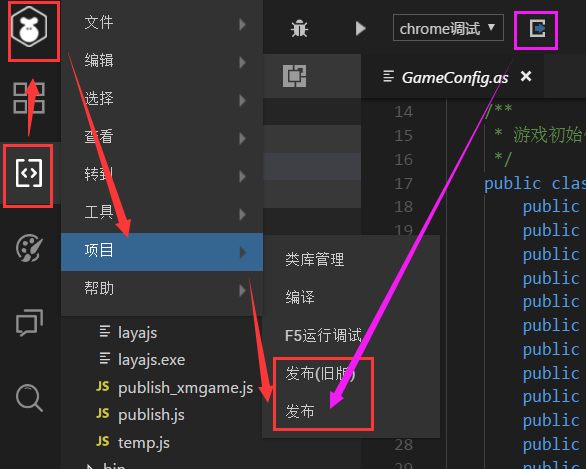 文件
编辑
选择
查看
转到
工具
项目
帮助
类库管理
编译
F5运行调试
发布(旧版)
发布
layajs
layajs.exe
JS publish_xmgame.js
JS publish.js
JS temp.js
bin
chrome调试
GameConfig.as
14 /**
15 * 游戏初始
16 */
17 public clas
18 public
19 public
20 public
21 public
22 public
23 public
public
public
public
public
28 public